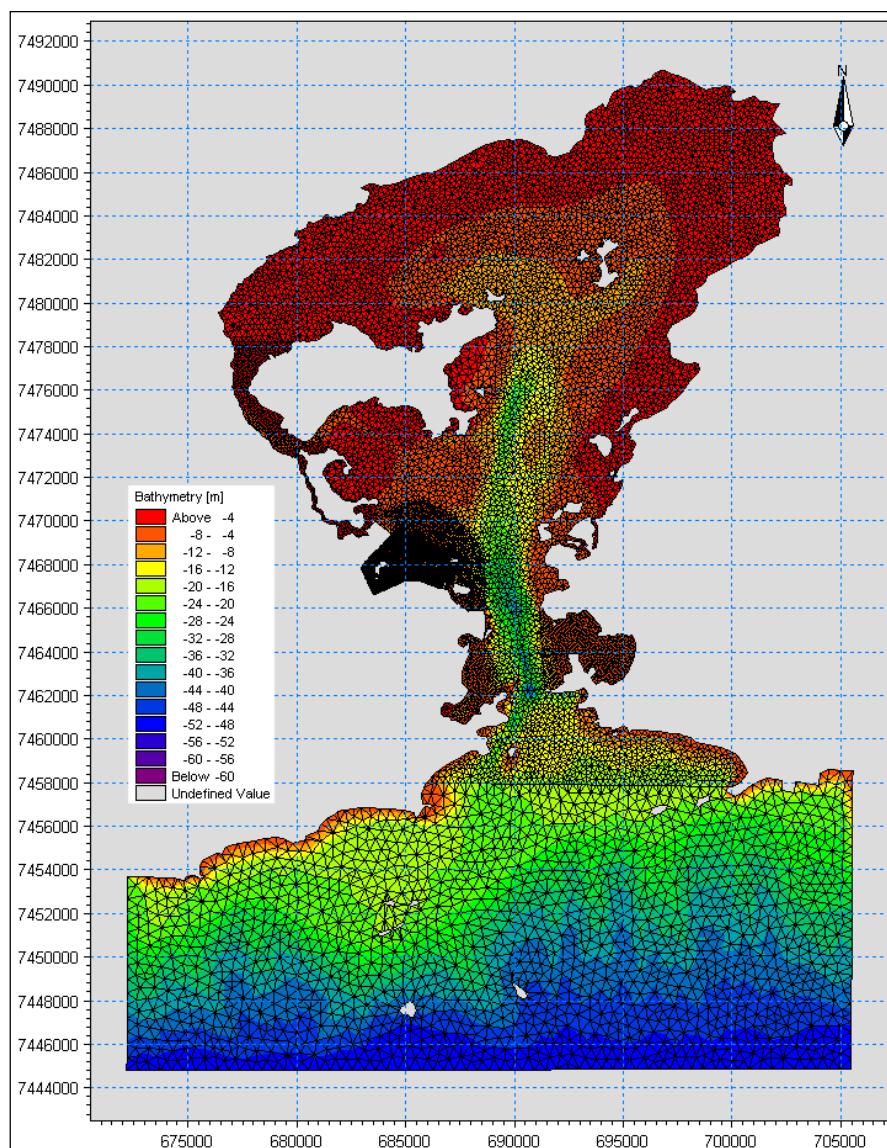 7492000
N
7490000
7488000
7486000
7484000
7482000
7480000
7478000
7476000
7474000
7472000
7470000
7468000
7466000
7464000
7462000
7460000
7458000
7456000
7454000
7452000
7450000
7448000
7446000
7444000
Bathymetry [m]
Above -4
-8 - -4
-12 - -8
-16 - -12
-20 - -16
-24 - -20
-28 - -24
-32 - -28
-36 - -32
-40 - -36
-44 - -40
-48 - -44
-52 - -48
-56 - -52
-60 - -56
Below -60
Undefined Value
675000 680000 685000 690000 695000 700000 705000